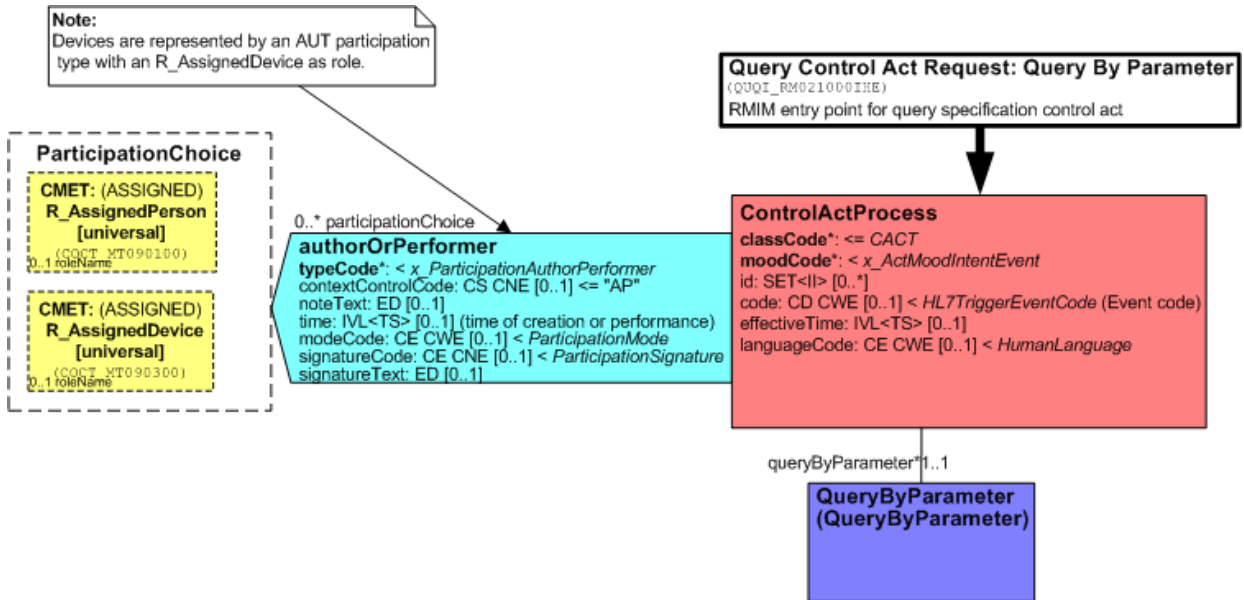 Note:
Devices are represented by an AUT participation
type with an R_AssignedDevice as role.
Query Control Act Request: Query By Parameter
(QUQI_RM021000IHE)
RMIM entry point for query specification control act
ParticipationChoice
CMET: (ASSIGNED)
R_AssignedPerson
[universal]
(COCT_MT090100)
0..1 roleName
CMET: (ASSIGNED)
R_AssignedDevice
[universal]
(COCT_MT090300)
0..1 roleName
0..* participationChoice
authorOrPerformer
typeCode*: < x_ParticipationAuthorPerformer
contextControlCode: CS CNE [0..1] <= "AP"
noteText: ED [0..1]
time: IVL<TS> [0..1] (time of creation or performance)
modeCode: CE CWE [0..1] < ParticipationMode
signatureCode: CE CNE [0..1] < ParticipationSignature
signatureText: ED [0..1]
ControlActProcess
classCode*: <= CACT
moodCode*: < x_ActMoodIntentEvent
id: SET<II> [0..*]
code: CD CWE [0..1] < HL7TriggerEventCode (Event code)
effectiveTime: IVL<TS> [0..1]
languageCode: CE CWE [0..1] < HumanLanguage
queryByParameter*1..1
QueryByParameter
(QueryByParameter)